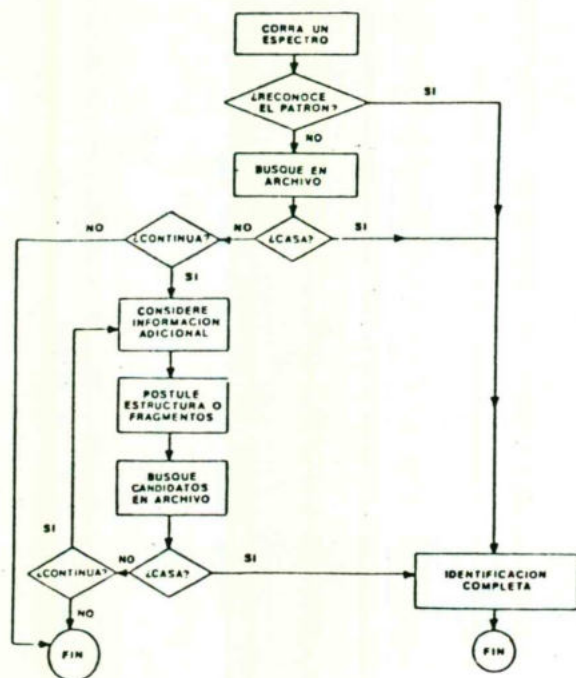 CORRA UN
ESPECTRO
¿RECONOCE
EL PATRON?
SI
NO
BUSQUE EN
ARCHIVO
NO
¿CONTINUA?
NO
¿CASA?
SI
SI
CONSIDERE
INFORMACION
ADICIONAL
POSTULE
ESTRUCTURA O
FRAGMENTOS
BUSQUE
CANDIDATOS
EN ARCHIVO
SI
¿CONTINUA?
NO
¿CASA?
SI
IDENTIFICACION
COMPLETA
NO
FIN
FIN